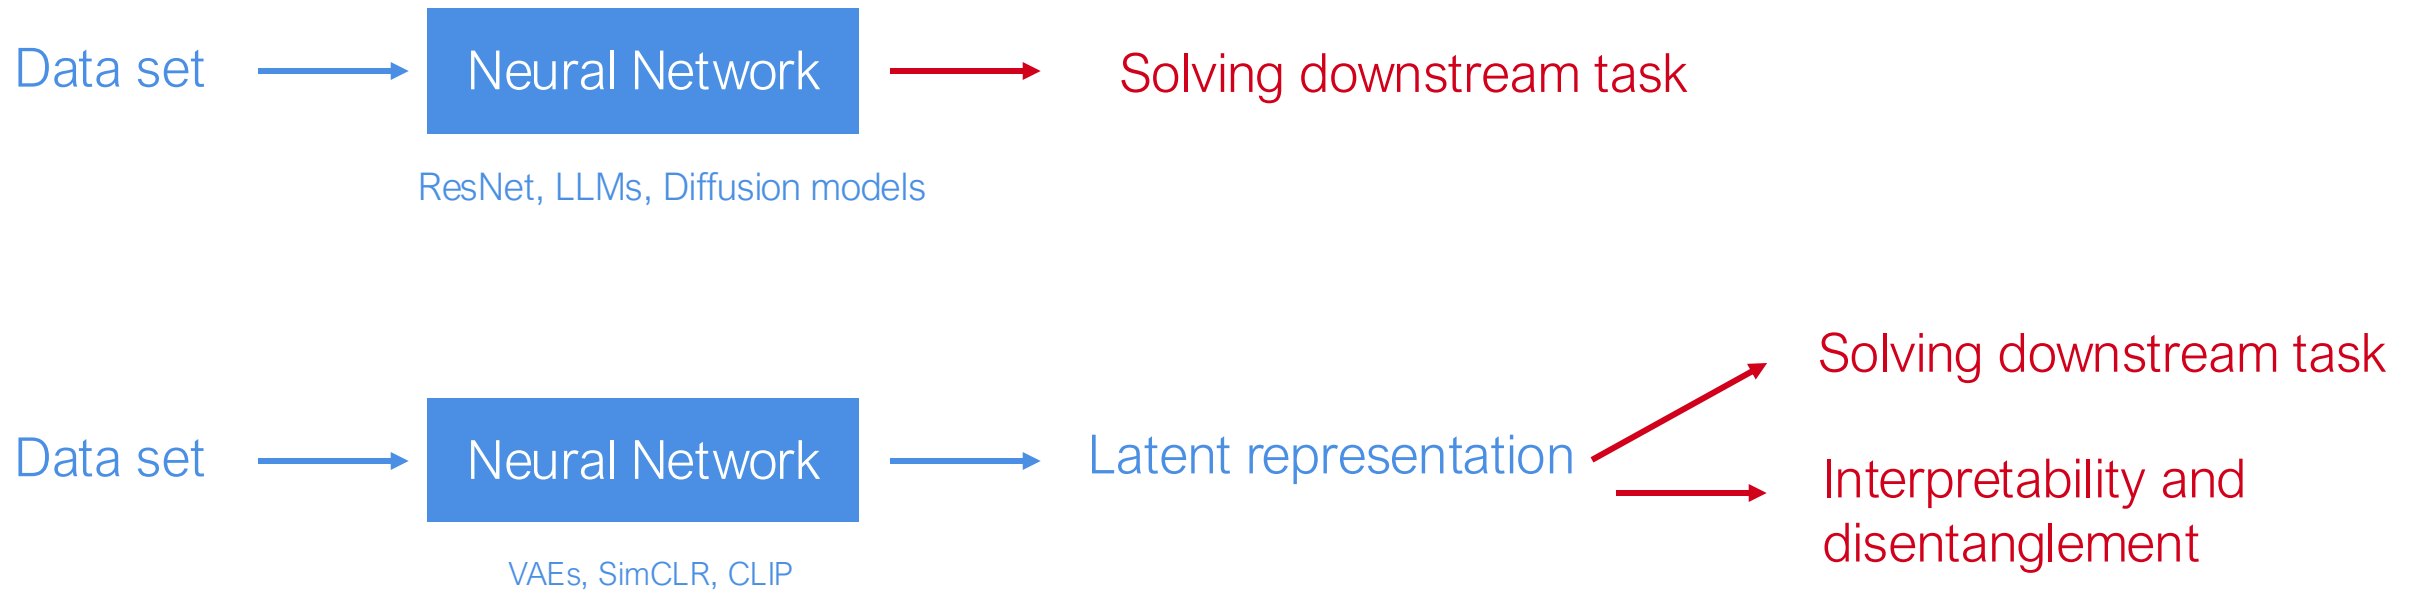 Data set
Neural Network
Solving downstream task
ResNet, LLMs, Diffusion models
Data set
Neural Network
Latent representation
Solving downstream task
Interpretability and
disentanglement
VAEs, SimCLR, CLIP